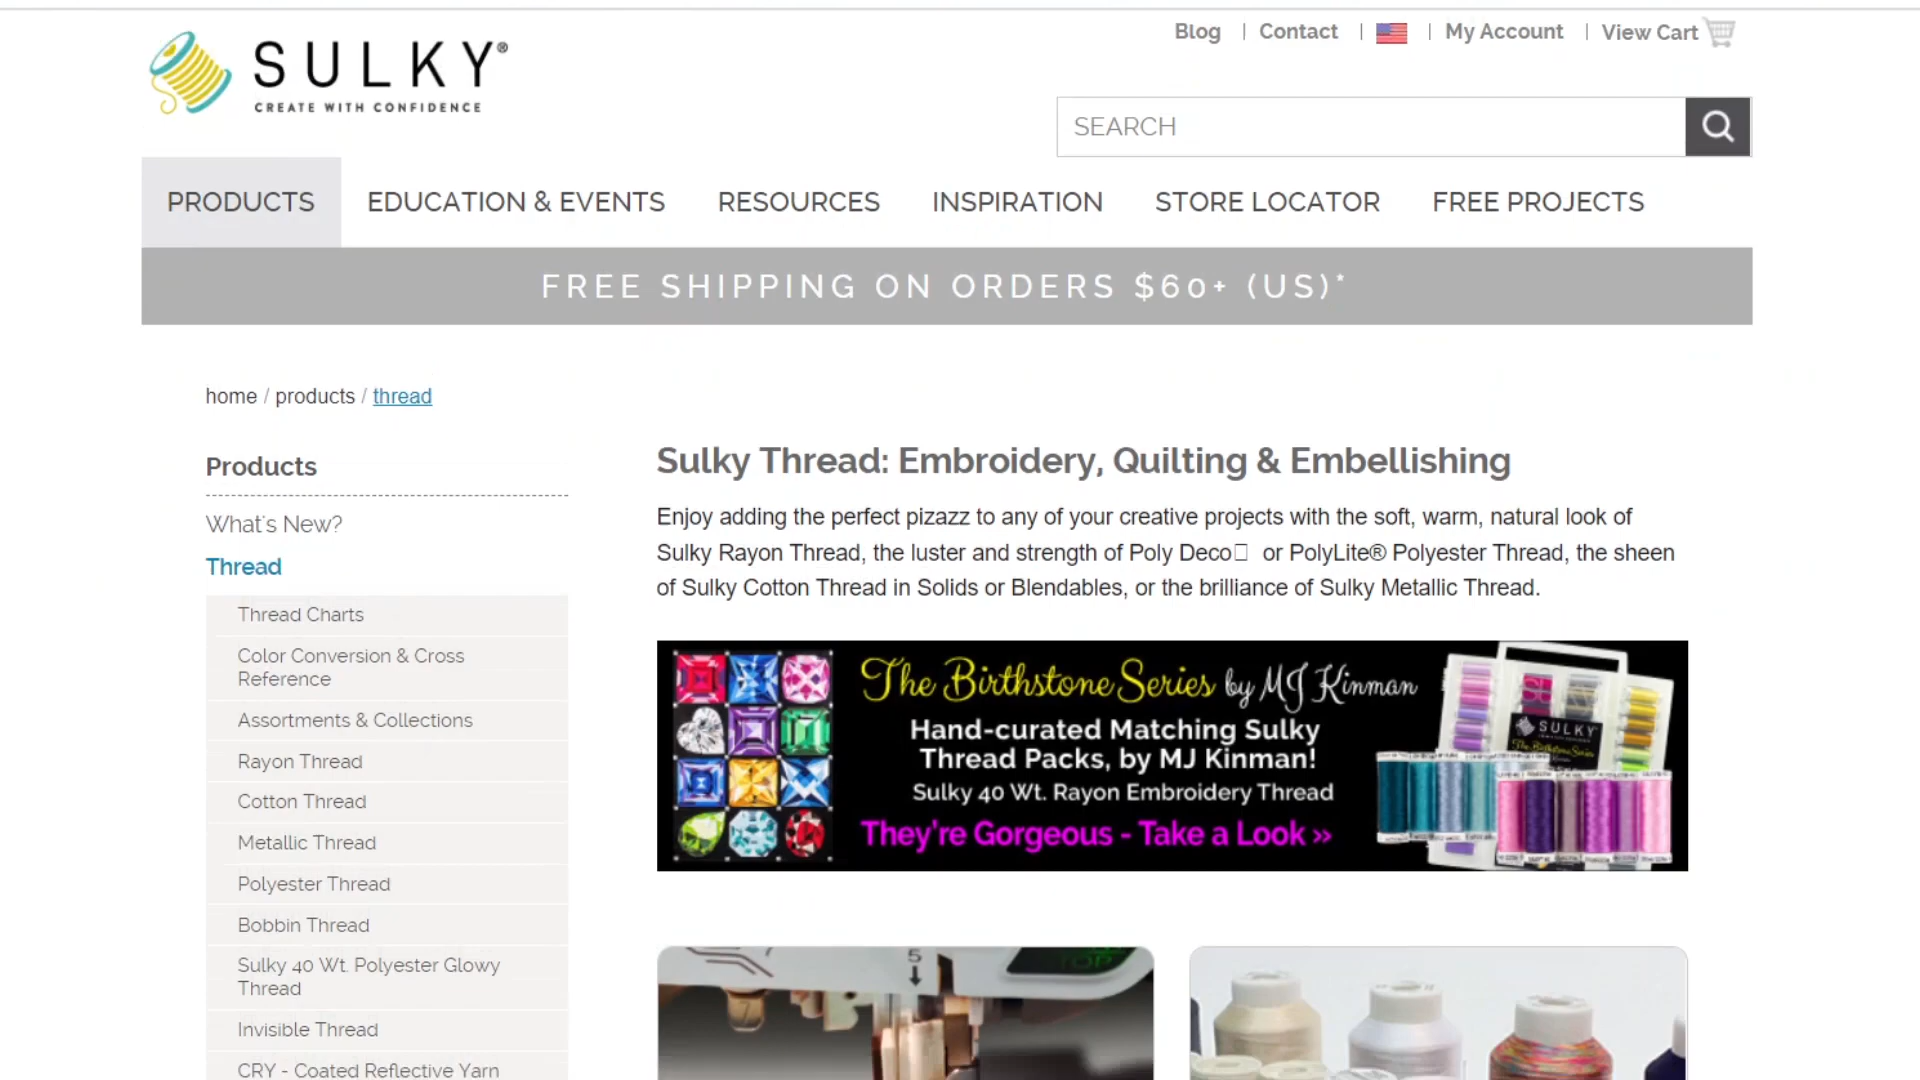 Blog | Contact | | My Account | View Cart
SULKY®
CREATE WITH CONFIDENCE
SEARCH
PRODUCTS EDUCATION & EVENTS RESOURCES INSPIRATION STORE LOCATOR FREE PROJECTS
FREE SHIPPING ON ORDERS $60+ (US)*
home / products / thread
Products
What's New?
Thread
Thread Charts
Color Conversion & Cross
Reference
Assortments & Collections
Rayon Thread
Cotton Thread
Metallic Thread
Polyester Thread
Bobbin Thread
Sulky 40 Wt. Polyester Glowy
Thread
Invisible Thread
CRY - Coated Reflective Yarn
Sulky Thread: Embroidery, Quilting & Embellishing
Enjoy adding the perfect pizazz to any of your creative projects with the soft, warm, natural look of
Sulky Rayon Thread, the luster and strength of Poly Deco or PolyLite® Polyester Thread, the sheen
of Sulky Cotton Thread in Solids or Blendables, or the brilliance of Sulky Metallic Thread.
The Birthstone Series by MJ Kinman
Hand-curated Matching Sulky
Thread Packs, by MJ Kinman!
Sulky 40 Wt. Rayon Embroidery Thread
They're Gorgeous - Take a Look »
SULKY
The Birthstone Series
5
TOP